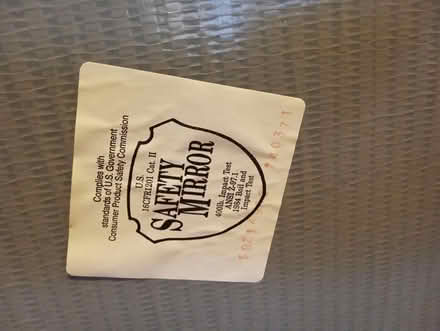 Complies with
standards of U.S. Government
Consumer Product Safety Commission
U.S.
16CFR1201 Cat. II
SAFETY
MIRROR
400lb. Impact Test
ANSI Z-97.1
1984 Boil and
Impact Test